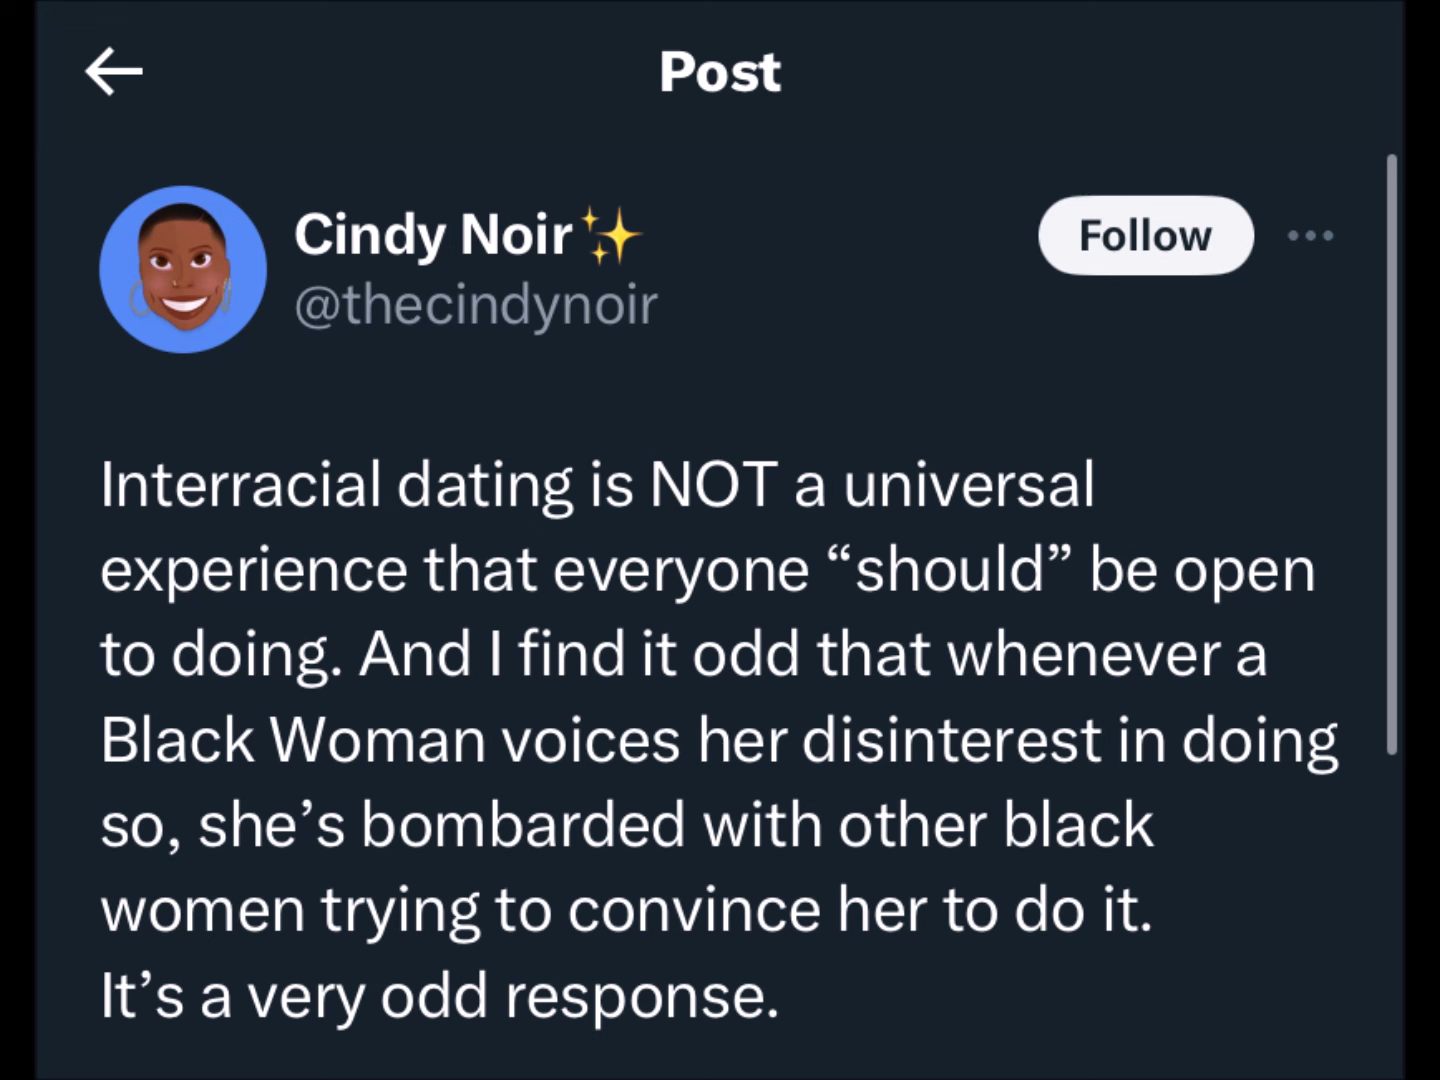 Post
Cindy Noir✨
@thecindynoir
Follow
Interracial dating is NOT a universal
experience that everyone “should” be open
to doing. And I find it odd that whenever a
Black Woman voices her disinterest in doing
so, she’s bombarded with other black
women trying to convince her to do it.
It’s a very odd response.